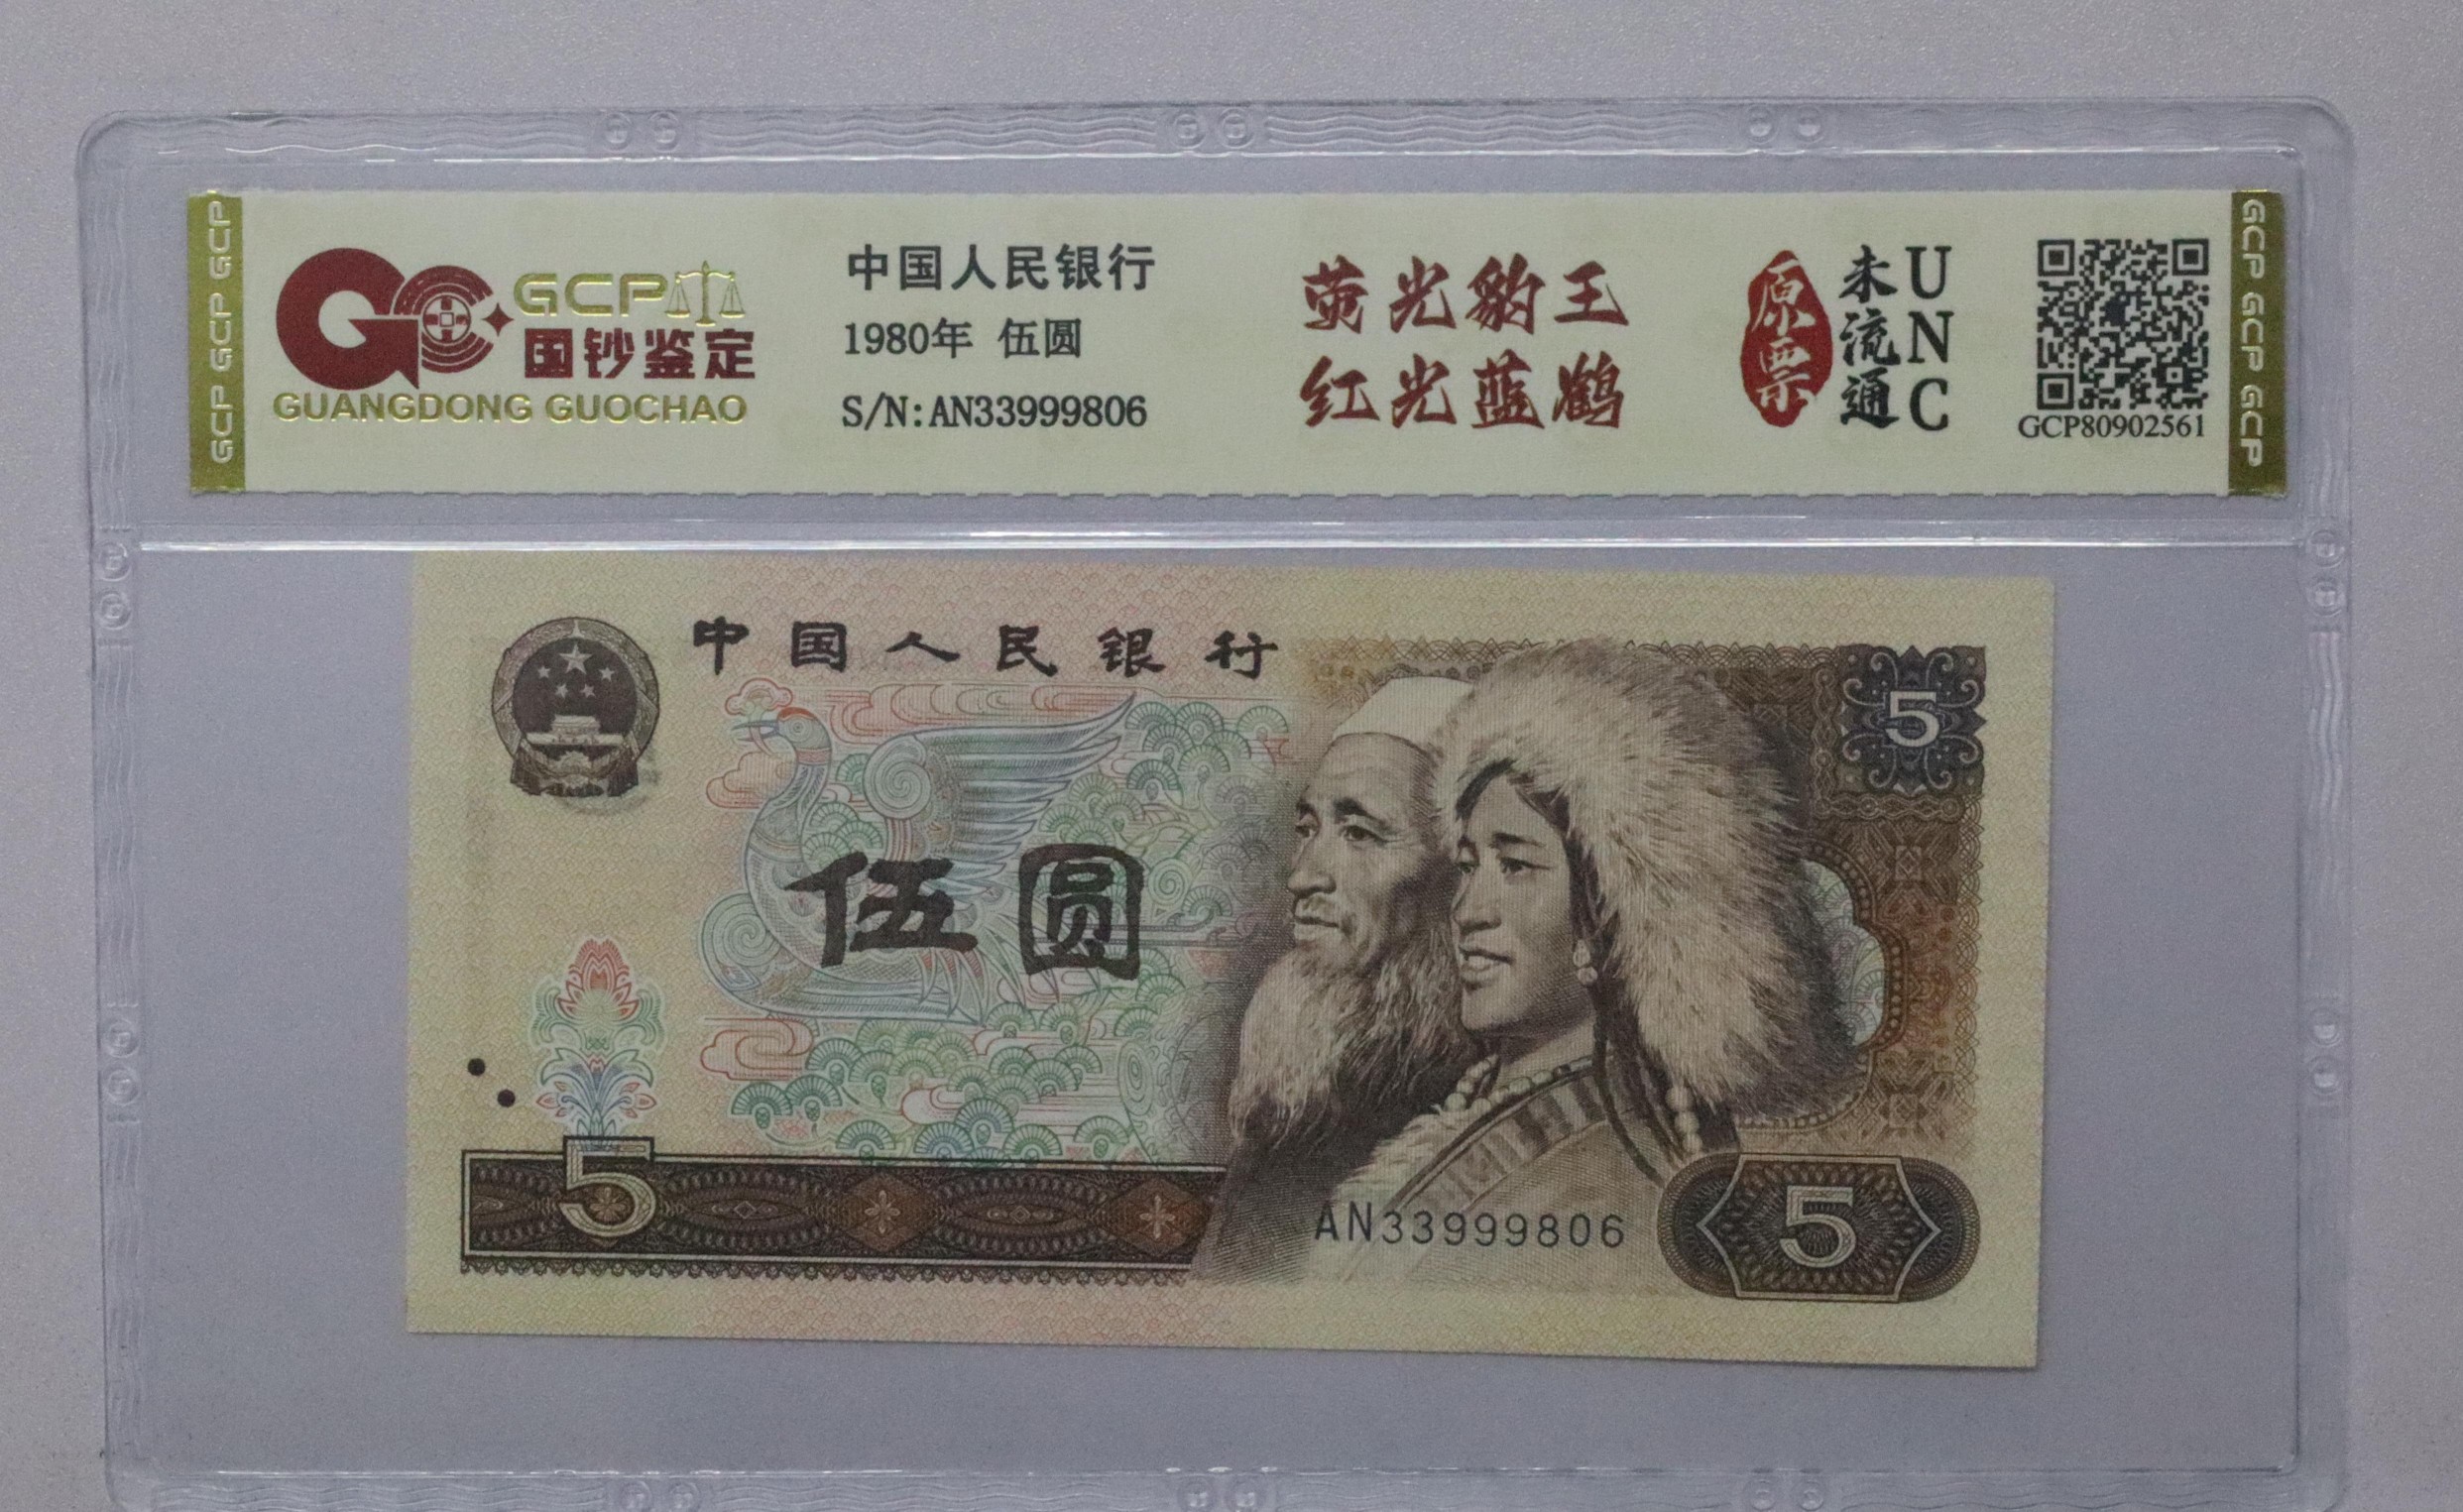 GCP GCP GCP
GCP
国钞鉴定
GUANGDONG GUOCHAO
中国人民银行
1980年 伍圆
S/N:AN33999806
荧光豹王
红光蓝鹤
原票
未流通
UNC
GCP80902561
GCP GCP GCP
中国人民银行
5
伍圆
5
AN33999806
5